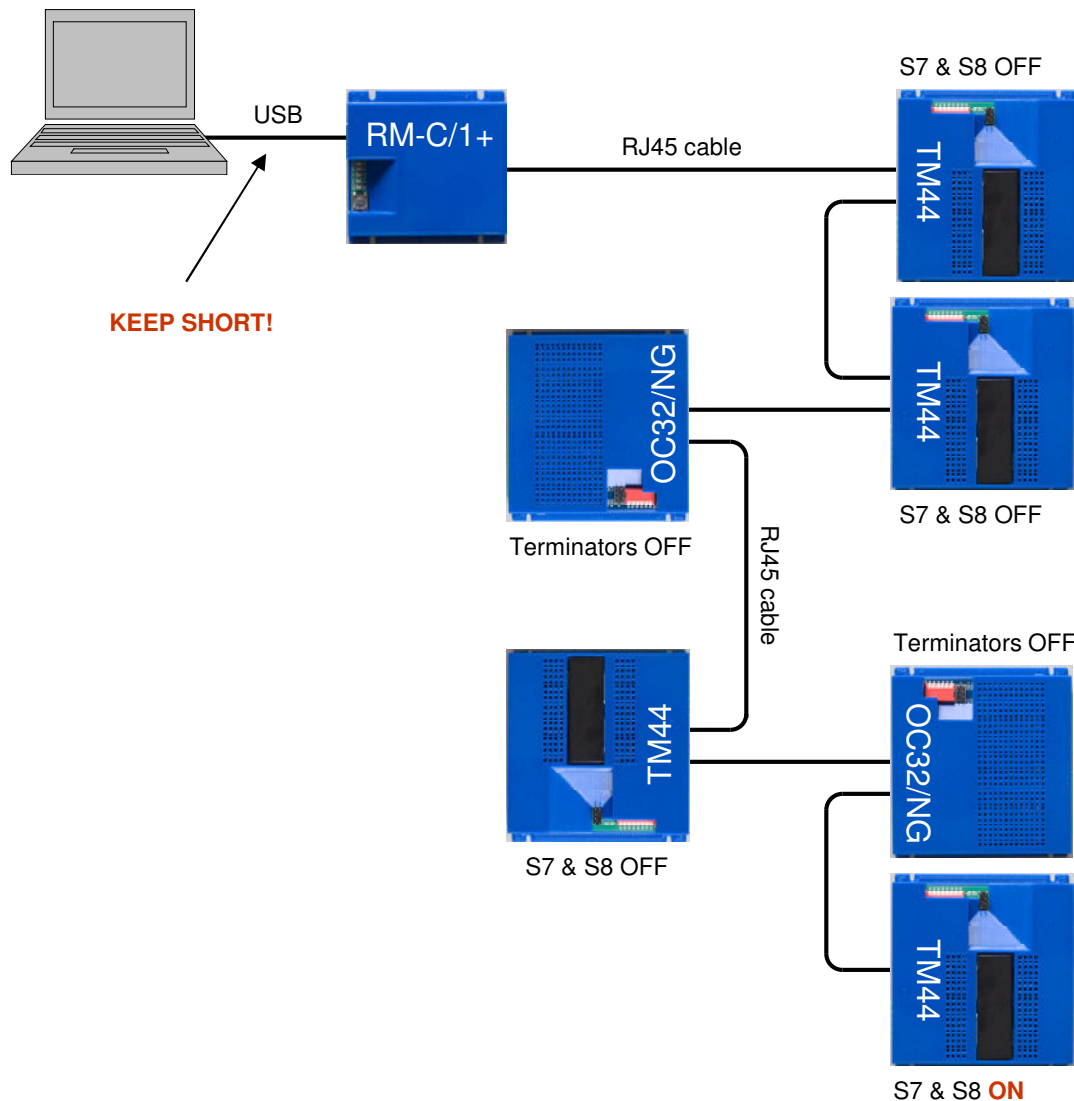 S7 & S8 OFF
USB
RM-C/1+
RJ45 cable
TM44
KEEP SHORT!
OC32/NG
TM44
S7 & S8 OFF
Terminators OFF
RJ45 cable
Terminators OFF
TM44
OC32/NG
S7 & S8 OFF
TM44
S7 & S8 ON